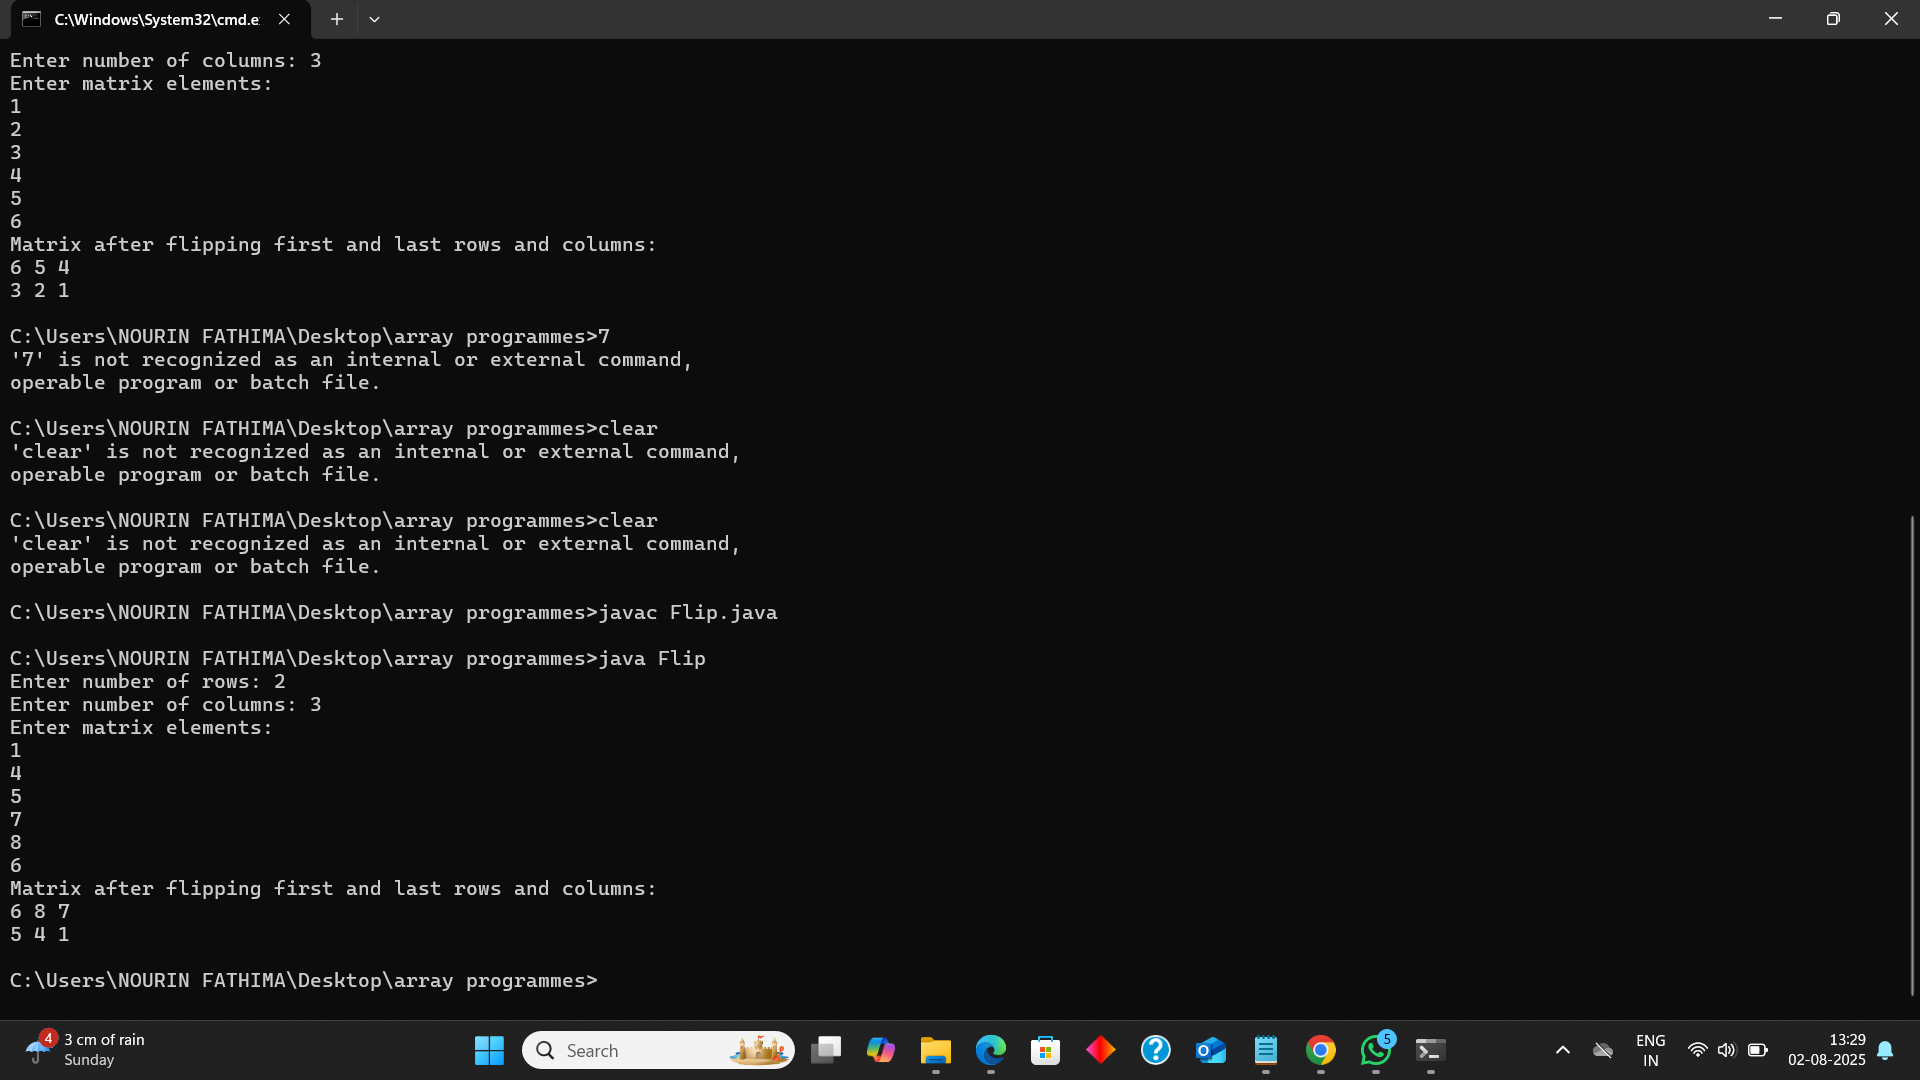 C:\Windows\System32\cmd.e
Enter number of columns: 3
Enter matrix elements:
1
2
3
4
5
6
Matrix after flipping first and last rows and columns:
6 5 4
3 2 1
C:\Users\NOURIN FATHIMA\Desktop\array programmes>7
'7' is not recognized as an internal or external command,
operable program or batch file.
C:\Users\NOURIN FATHIMA\Desktop\array programmes>clear
'clear' is not recognized as an internal or external command,
operable program or batch file.
C:\Users\NOURIN FATHIMA\Desktop\array programmes>clear
'clear' is not recognized as an internal or external command,
operable program or batch file.
C:\Users\NOURIN FATHIMA\Desktop\array programmes>javac Flip.java
C:\Users\NOURIN FATHIMA\Desktop\array programmes>java Flip
Enter number of rows: 2
Enter number of columns: 3
Enter matrix elements:
1
4
5
7
8
6
Matrix after flipping first and last rows and columns:
6 8 7
5 4 1
C:\Users\NOURIN FATHIMA\Desktop\array programmes>
4
3 cm of rain
Sunday
Search
5
ENG
IN
13:29
02-08-2025